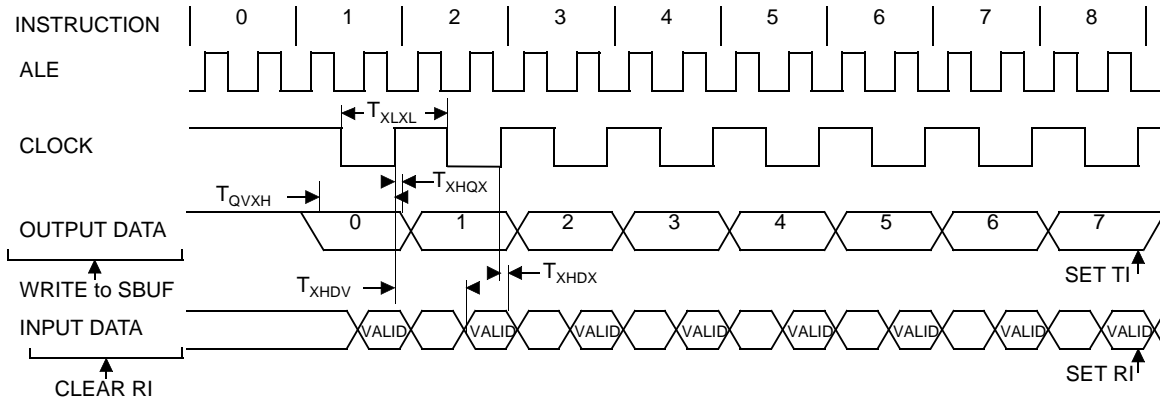 INSTRUCTION 0 1 2 3 4 5 6 7 8
ALE
T_XLXL
CLOCK
T_XHQX
T_QVXH
OUTPUT DATA 0 1 2 3 4 5 6 7
T_XHDX
SET TI
WRITE to SBUF
T_XHDV
INPUT DATA VALID VALID VALID VALID VALID VALID VALID VALID
SET RI
CLEAR RI